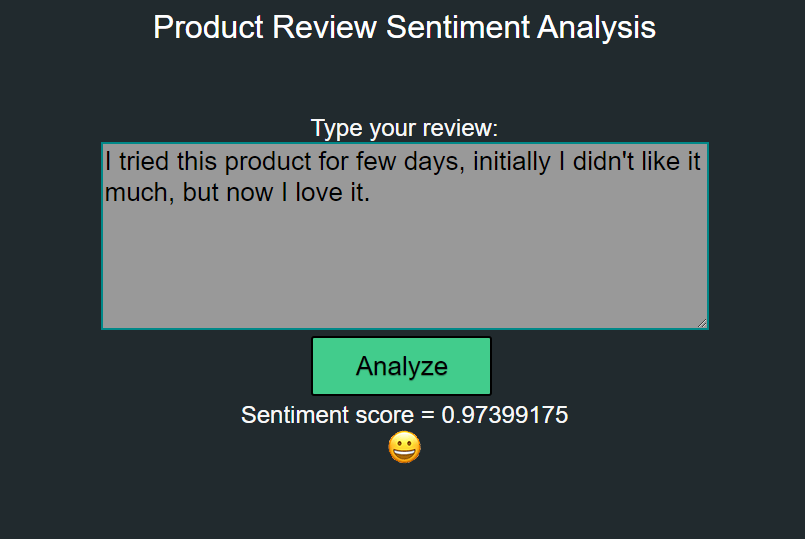 Product Review Sentiment Analysis
Type your review:
I tried this product for few days, initially I didn't like it
much, but now I love it.
Analyze
Sentiment score = 0.97399175